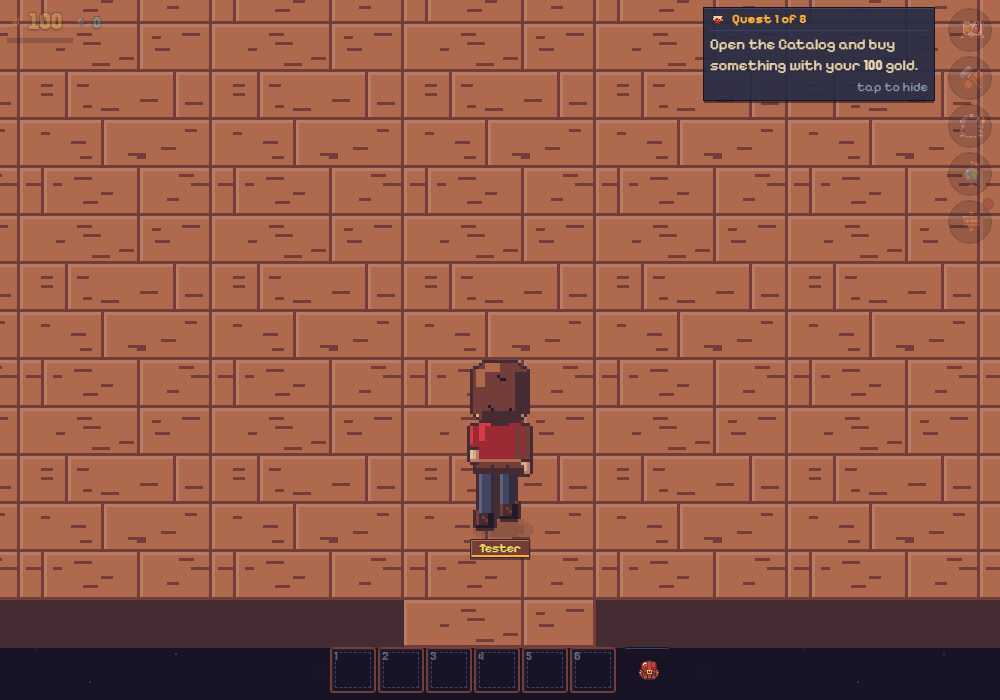 100 0
Quest 1 of 8
Open the Catalog and buy
something with your 100 gold.
tap to hide
Tester
1 2 3 4 5 6